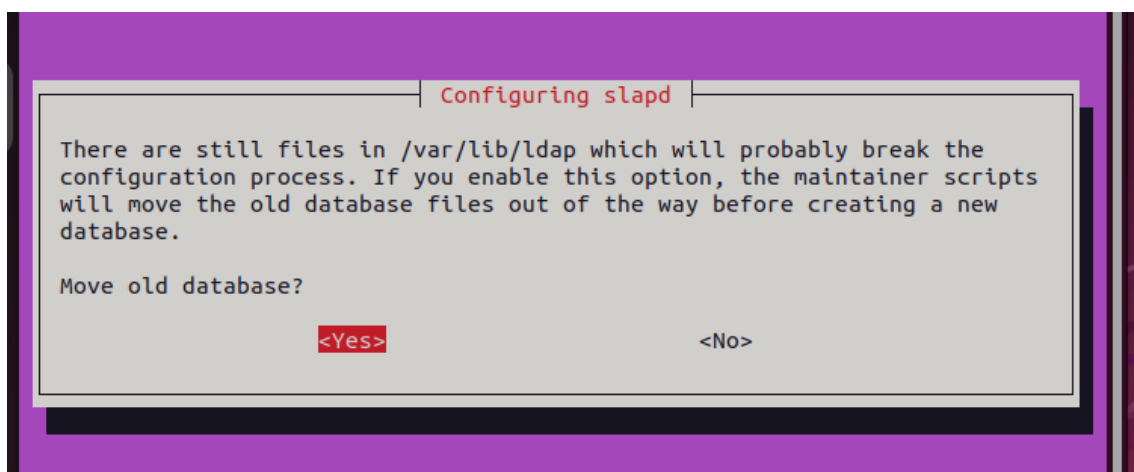 Configuring slapd
There are still files in /var/lib/ldap which will probably break the
configuration process. If you enable this option, the maintainer scripts
will move the old database files out of the way before creating a new
database.
Move old database?
<Yes> <No>